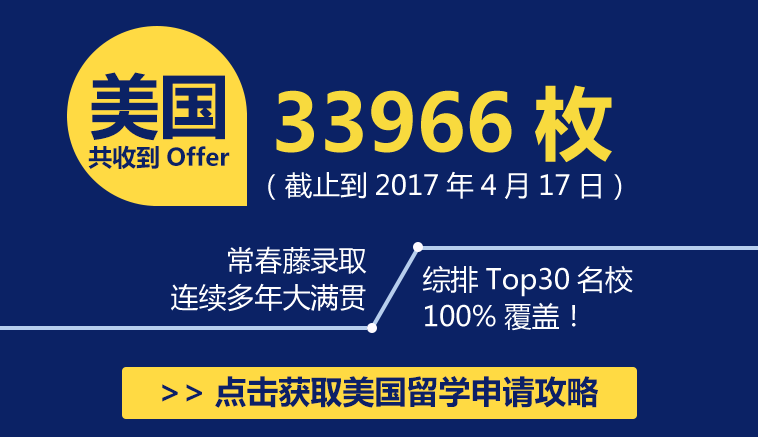 美国
共收到 Offer
33966 枚
（截止到 2017 年 4 月 17 日）
常春藤录取
连续多年大满贯
综排 Top30 名校
100% 覆盖！
>> 点击获取美国留学申请攻略